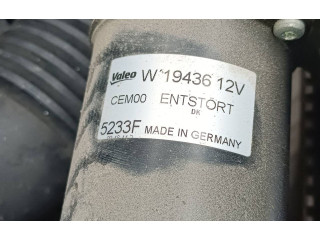 Valeo W 19436 12V
CEM00 ENTSTÖRT
DK
5233F MADE IN GERMANY